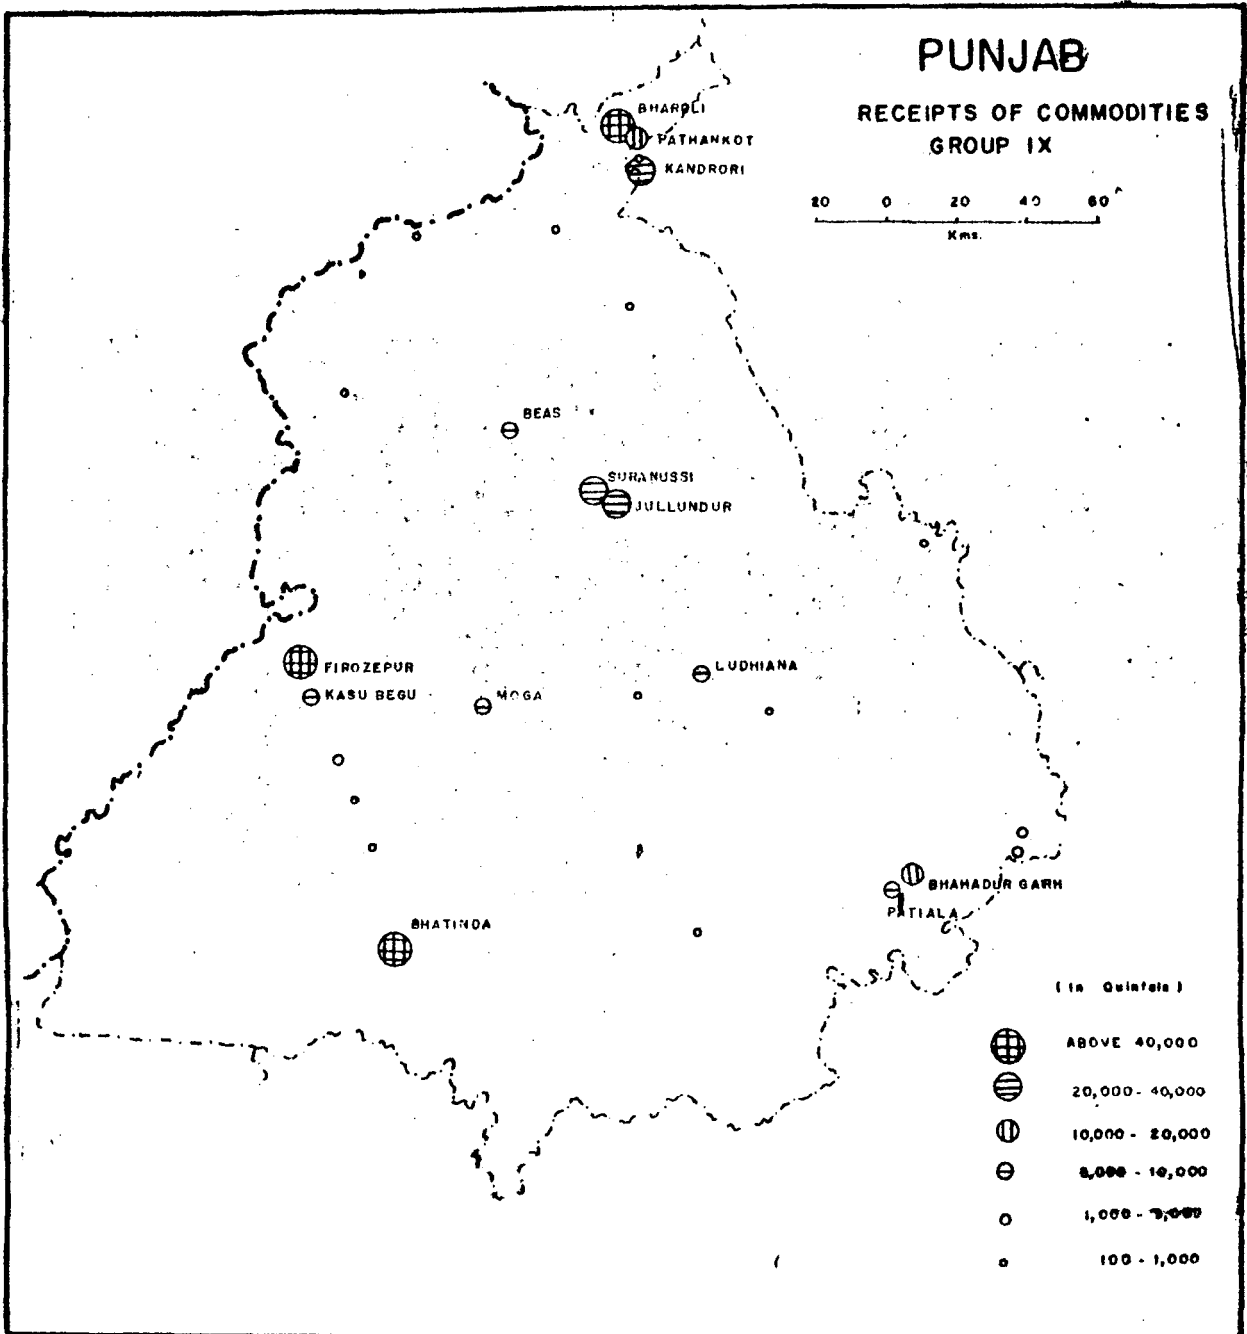 PUNJAB
RECEIPTS OF COMMODITIES
GROUP IX
20 0 20 40 60
Kms.
BHAROLI
PATHANKOT
KANDRORI
BEAS
SURANUSSI
JULLUNDUR
FIROZEPUR
KASU BEGU
MOGA
LUDHIANA
BHAHADUR GARH
PATIALA
BHATINDA
(In Quintals)
ABOVE 40,000
20,000 - 40,000
10,000 - 20,000
- 10,000
1,000 -
100 - 1,000